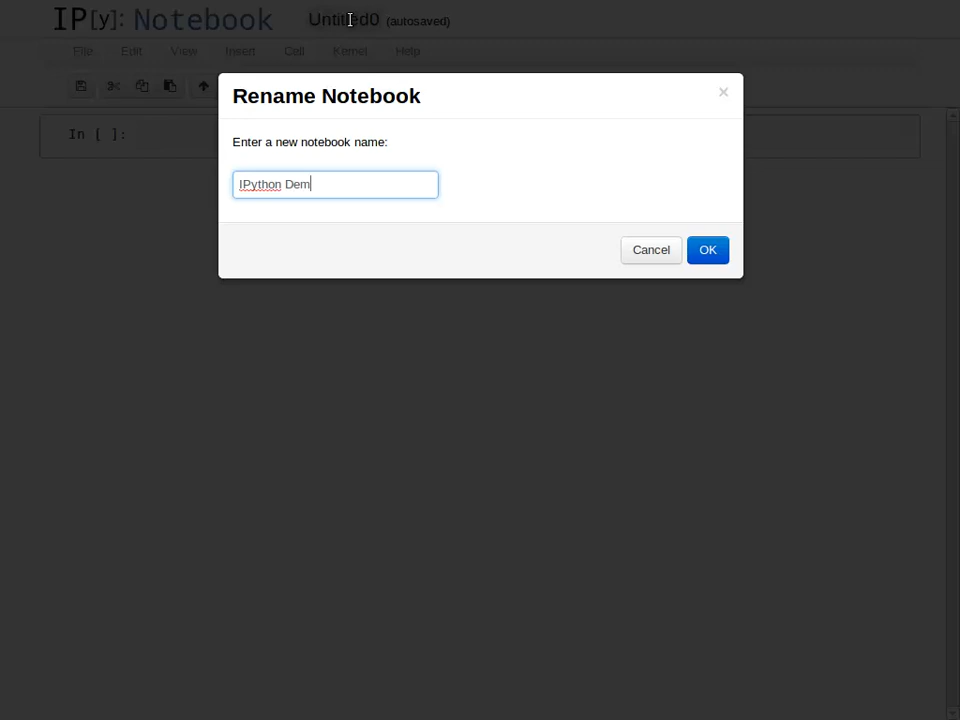 IP[y]: Notebook Untitled0 (autosaved)
File Edit View Insert Cell Kernel Help
Rename Notebook ×
Enter a new notebook name:
In [ ]:
IPython Dem
Cancel OK